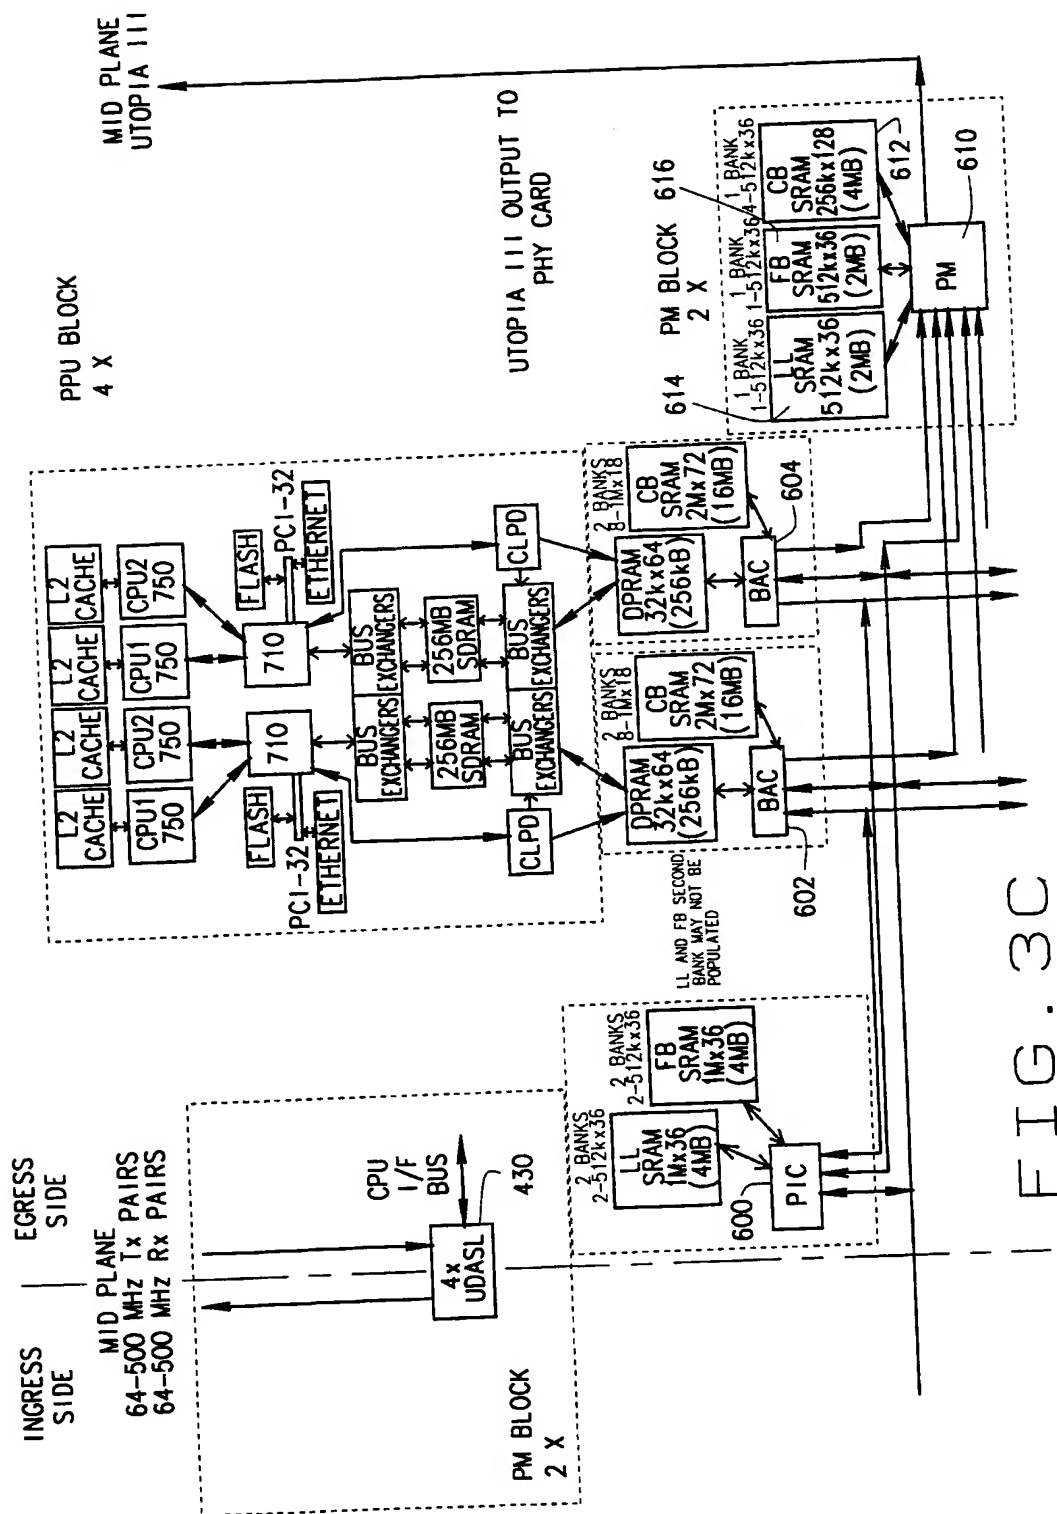 INGRESS
SIDE
EGRESS
SIDE
MID PLANE
64-500 MHz Tx PAIRS
64-500 MHz Rx PAIRS
PM BLOCK
2 X
4x
UDASL
430
CPU
I/F
BUS
PPU BLOCK
4 X
L2
CACHE
L2
CACHE
L2
CACHE
L2
CACHE
CPU1
750
CPU2
750
CPU1
750
CPU2
750
FLASH
PCI-32
ETHERNET
710
710
FLASH
PCI-32
ETHERNET
BUS
EXCHANGERS
BUS
EXCHANGERS
256MB
SDRAM
256MB
SDRAM
CLPD
BUS
EXCHANGERS
BUS
EXCHANGERS
CLPD
MID PLANE
UTOPIA III
UTOPIA III OUTPUT TO
PHY CARD
2 BANKS
2-512kx36
LL
SRAM
1Mx36
(4MB)
2 BANKS
2-512kx36
FB
SRAM
1Mx36
(4MB)
600
PIC
LL AND FB SECOND
BANK MAY NOT BE
POPULATED
DPRAM
32kx64
(256kB)
2 BANKS
8-1Mx18
CB
SRAM
2Mx72
(16MB)
BAC
602
DPRAM
32kx64
(256kB)
2 BANKS
8-1Mx18
CB
SRAM
2Mx72
(16MB)
BAC
604
PM BLOCK
2 X
614
616
1 BANK
1-512kx36
LL
SRAM
512kx36
(2MB)
1 BANK
1-512kx36
FB
SRAM
512kx36
(2MB)
1 BANK
4-512kx36
CB
SRAM
256kx128
(4MB)
612
PM
610
FIG. 3C